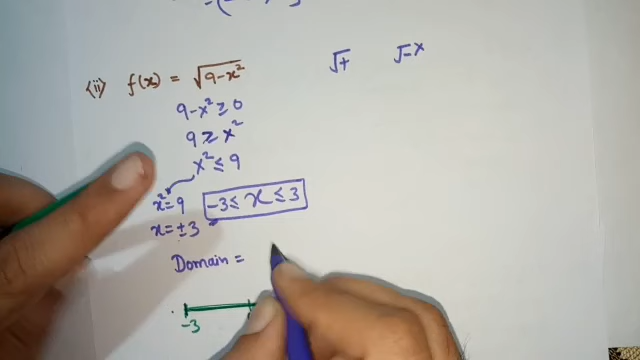 (ii) f(x) = √9-x²
√+ √- x
9-x² ≥ 0
9 ≥ x²
x² ≤ 9
x² = 9
-3 ≤ x ≤ 3
x = ±3
Domain =
-3